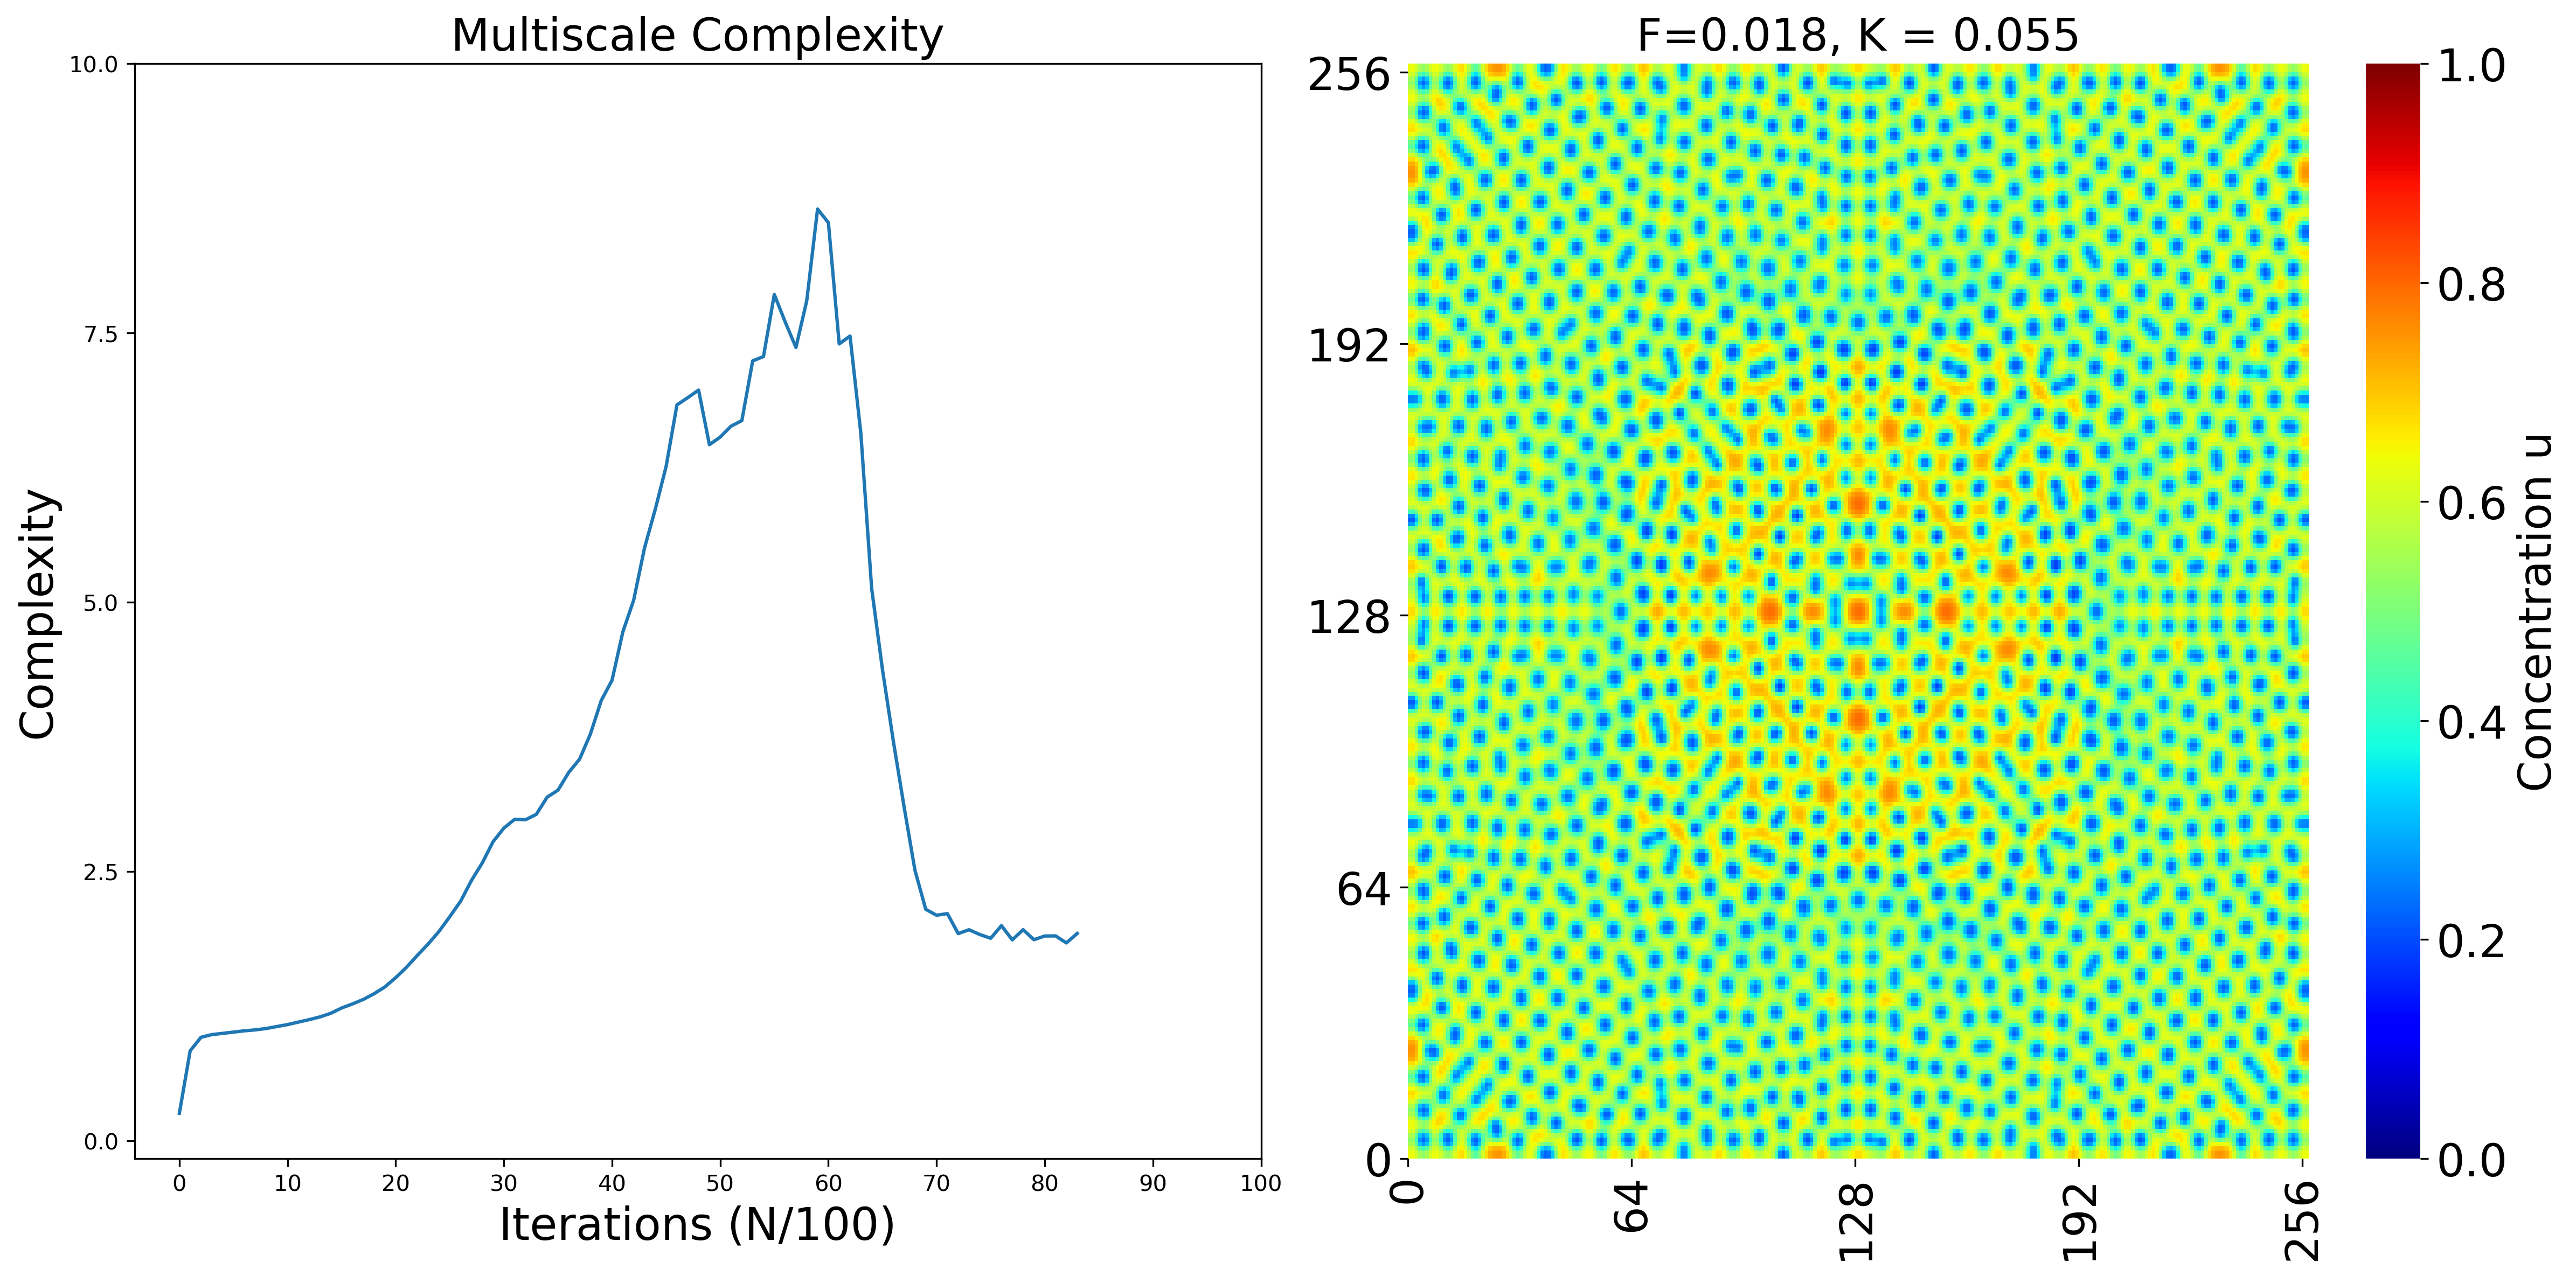 Multiscale Complexity
10.0
7.5
5.0
2.5
0.0
Complexity
0 10 20 30 40 50 60 70 80 90 100
Iterations (N/100)
F=0.018, K = 0.055
256
192
128
64
0
0 64 128 192 256
1.0
0.8
0.6
0.4
0.2
0.0
Concentration u